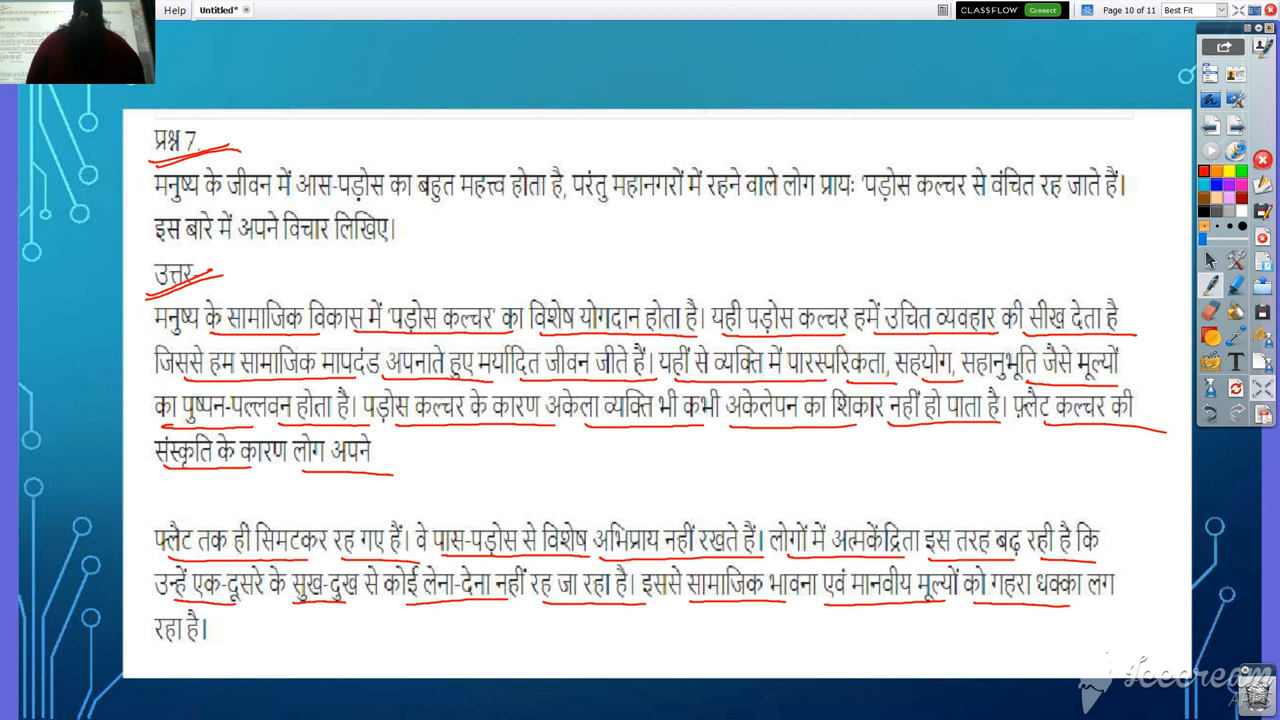 Help Untitled* CLASSFLOW Connect Page 10 of 11 Best Fit
प्रश्न 7.
मनुष्य के जीवन में आस-पड़ोस का बहुत महत्त्व होता है, परंतु महानगरों में रहने वाले लोग प्रायः ‘पड़ोस कल्चर से वंचित रह जाते हैं।
इस बारे में अपने विचार लिखिए।
उत्तर-
मनुष्य के सामाजिक विकास में ‘पड़ोस कल्चर’ का विशेष योगदान होता है। यही पड़ोस कल्चर हमें उचित व्यवहार की सीख देता है
जिससे हम सामाजिक मापदंड अपनाते हुए मर्यादित जीवन जीते हैं। यहीं से व्यक्ति में पारस्परिकता, सहयोग, सहानुभूति जैसे मूल्यों
का पुष्पन-पल्लवन होता है। पड़ोस कल्चर के कारण अकेला व्यक्ति भी कभी अकेलेपन का शिकार नहीं हो पाता है। फ़्लैट कल्चर की
संस्कृति के कारण लोग अपने
फ्लैट तक ही सिमटकर रह गए हैं। वे पास-पड़ोस से विशेष अभिप्राय नहीं रखते हैं। लोगों में अत्मकेंद्रिता इस तरह बढ़ रही है कि
उन्हें एक-दूसरे के सुख-दुख से कोई लेना-देना नहीं रह जा रहा है। इससे सामाजिक भावना एवं मानवीय मूल्यों को गहरा धक्का लग
रहा है।
Icecream
APPS